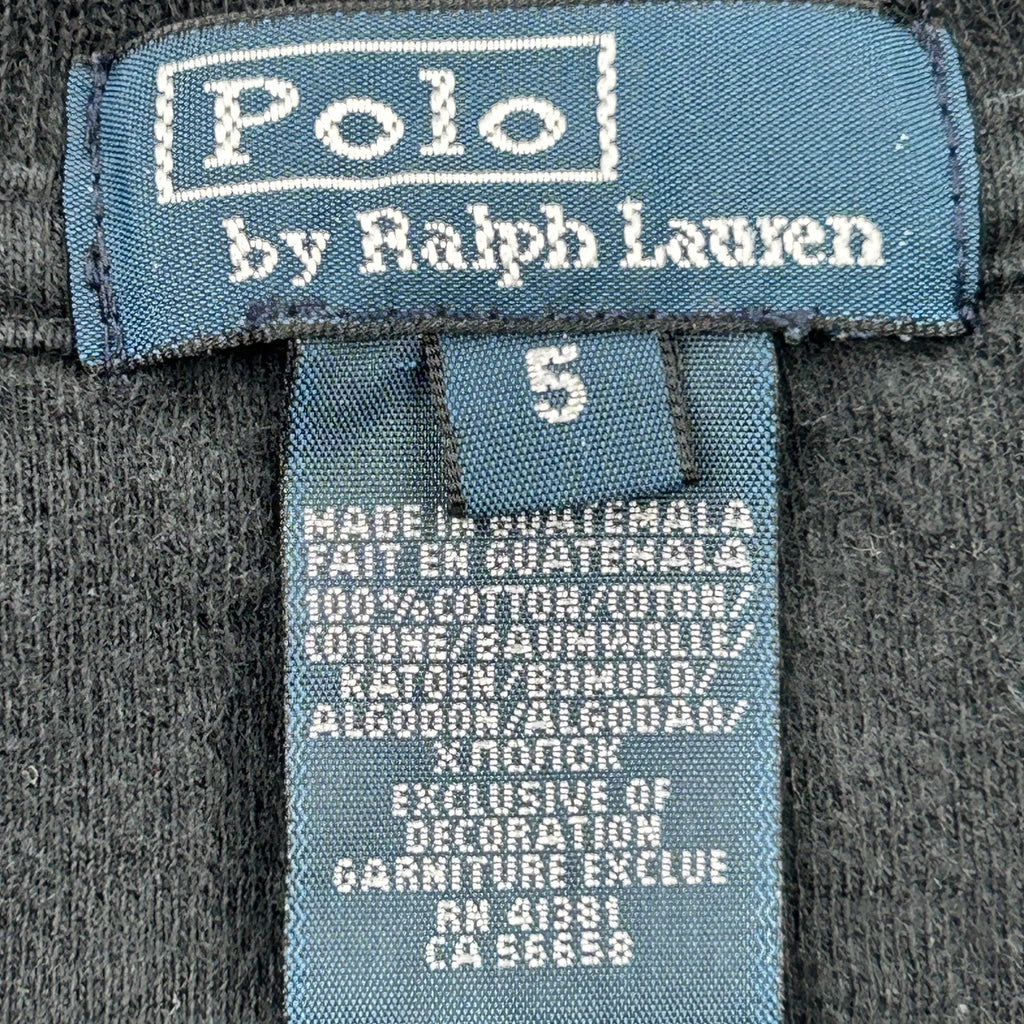 Polo
by Ralph Lauren
5
MADE IN GUATEMALA
FAIT EN GUATEMALA
100%COTTON/COTON/
COTONE/BAUMWOLLE/
KATOEN/BOMULD/
ALGODON/ALGODAO/
ХЛОПОК
EXCLUSIVE OF
DECORATION
GARNITURE EXCLUE
RN 41381
CA 56658